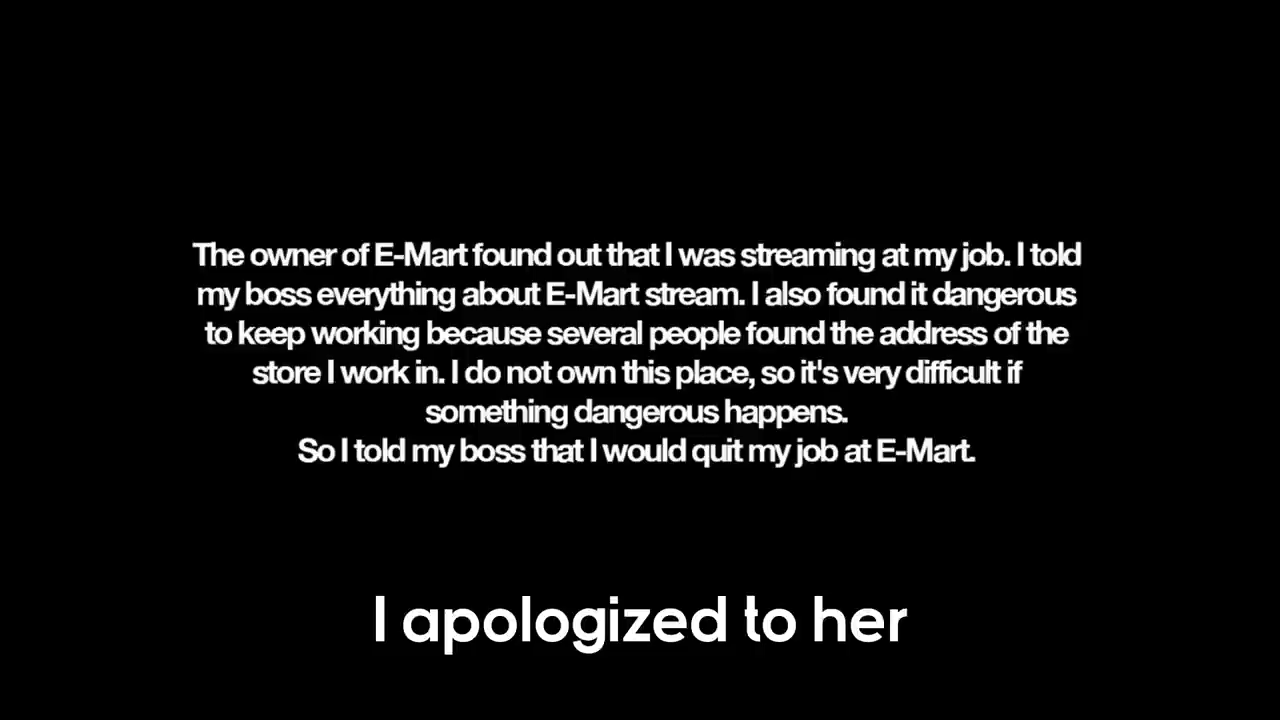 The owner of E-Mart found out that I was streaming at my job. I told
my boss everything about E-Mart stream. I also found it dangerous
to keep working because several people found the address of the
store I work in. I do not own this place, so it's very difficult if
something dangerous happens.
So I told my boss that I would quit my job at E-Mart.
I apologized to her